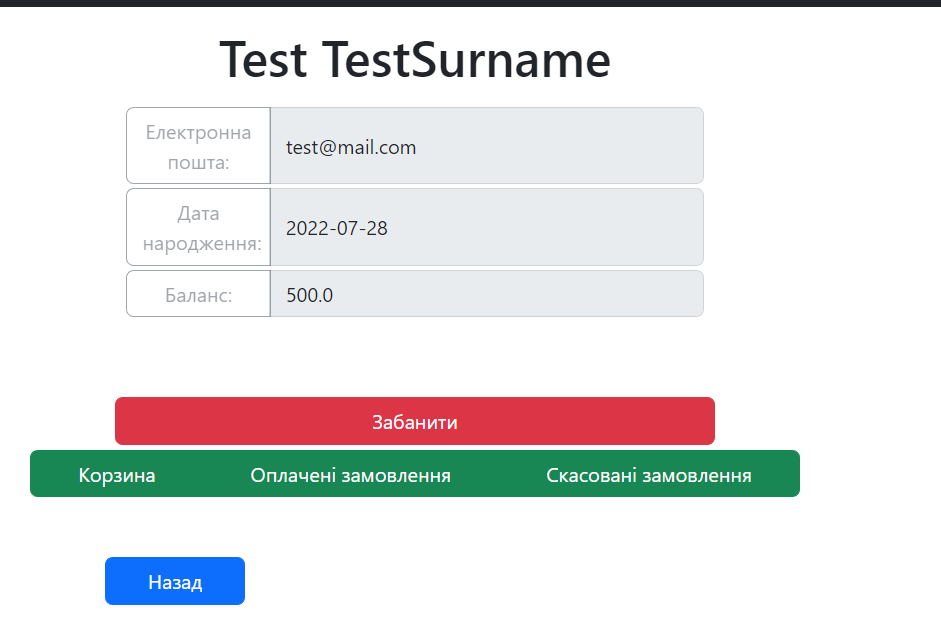 Test TestSurname
Електронна
пошта:
test@mail.com
Дата
народження:
2022-07-28
Баланс:
500.0
Забанити
Корзина
Оплачені замовлення
Скасовані замовлення
Назад